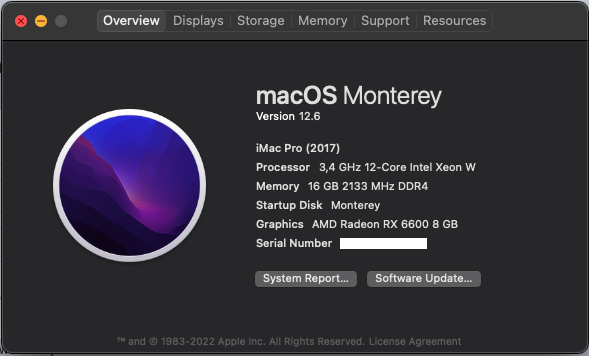 Overview Displays Storage Memory Support Resources
macOS Monterey
Version 12.6
iMac Pro (2017)
Processor 3,4 GHz 12-Core Intel Xeon W
Memory 16 GB 2133 MHz DDR4
Startup Disk Monterey
Graphics AMD Radeon RX 6600 8 GB
Serial Number
System Report... Software Update...
™ and © 1983-2022 Apple Inc. All Rights Reserved. License Agreement